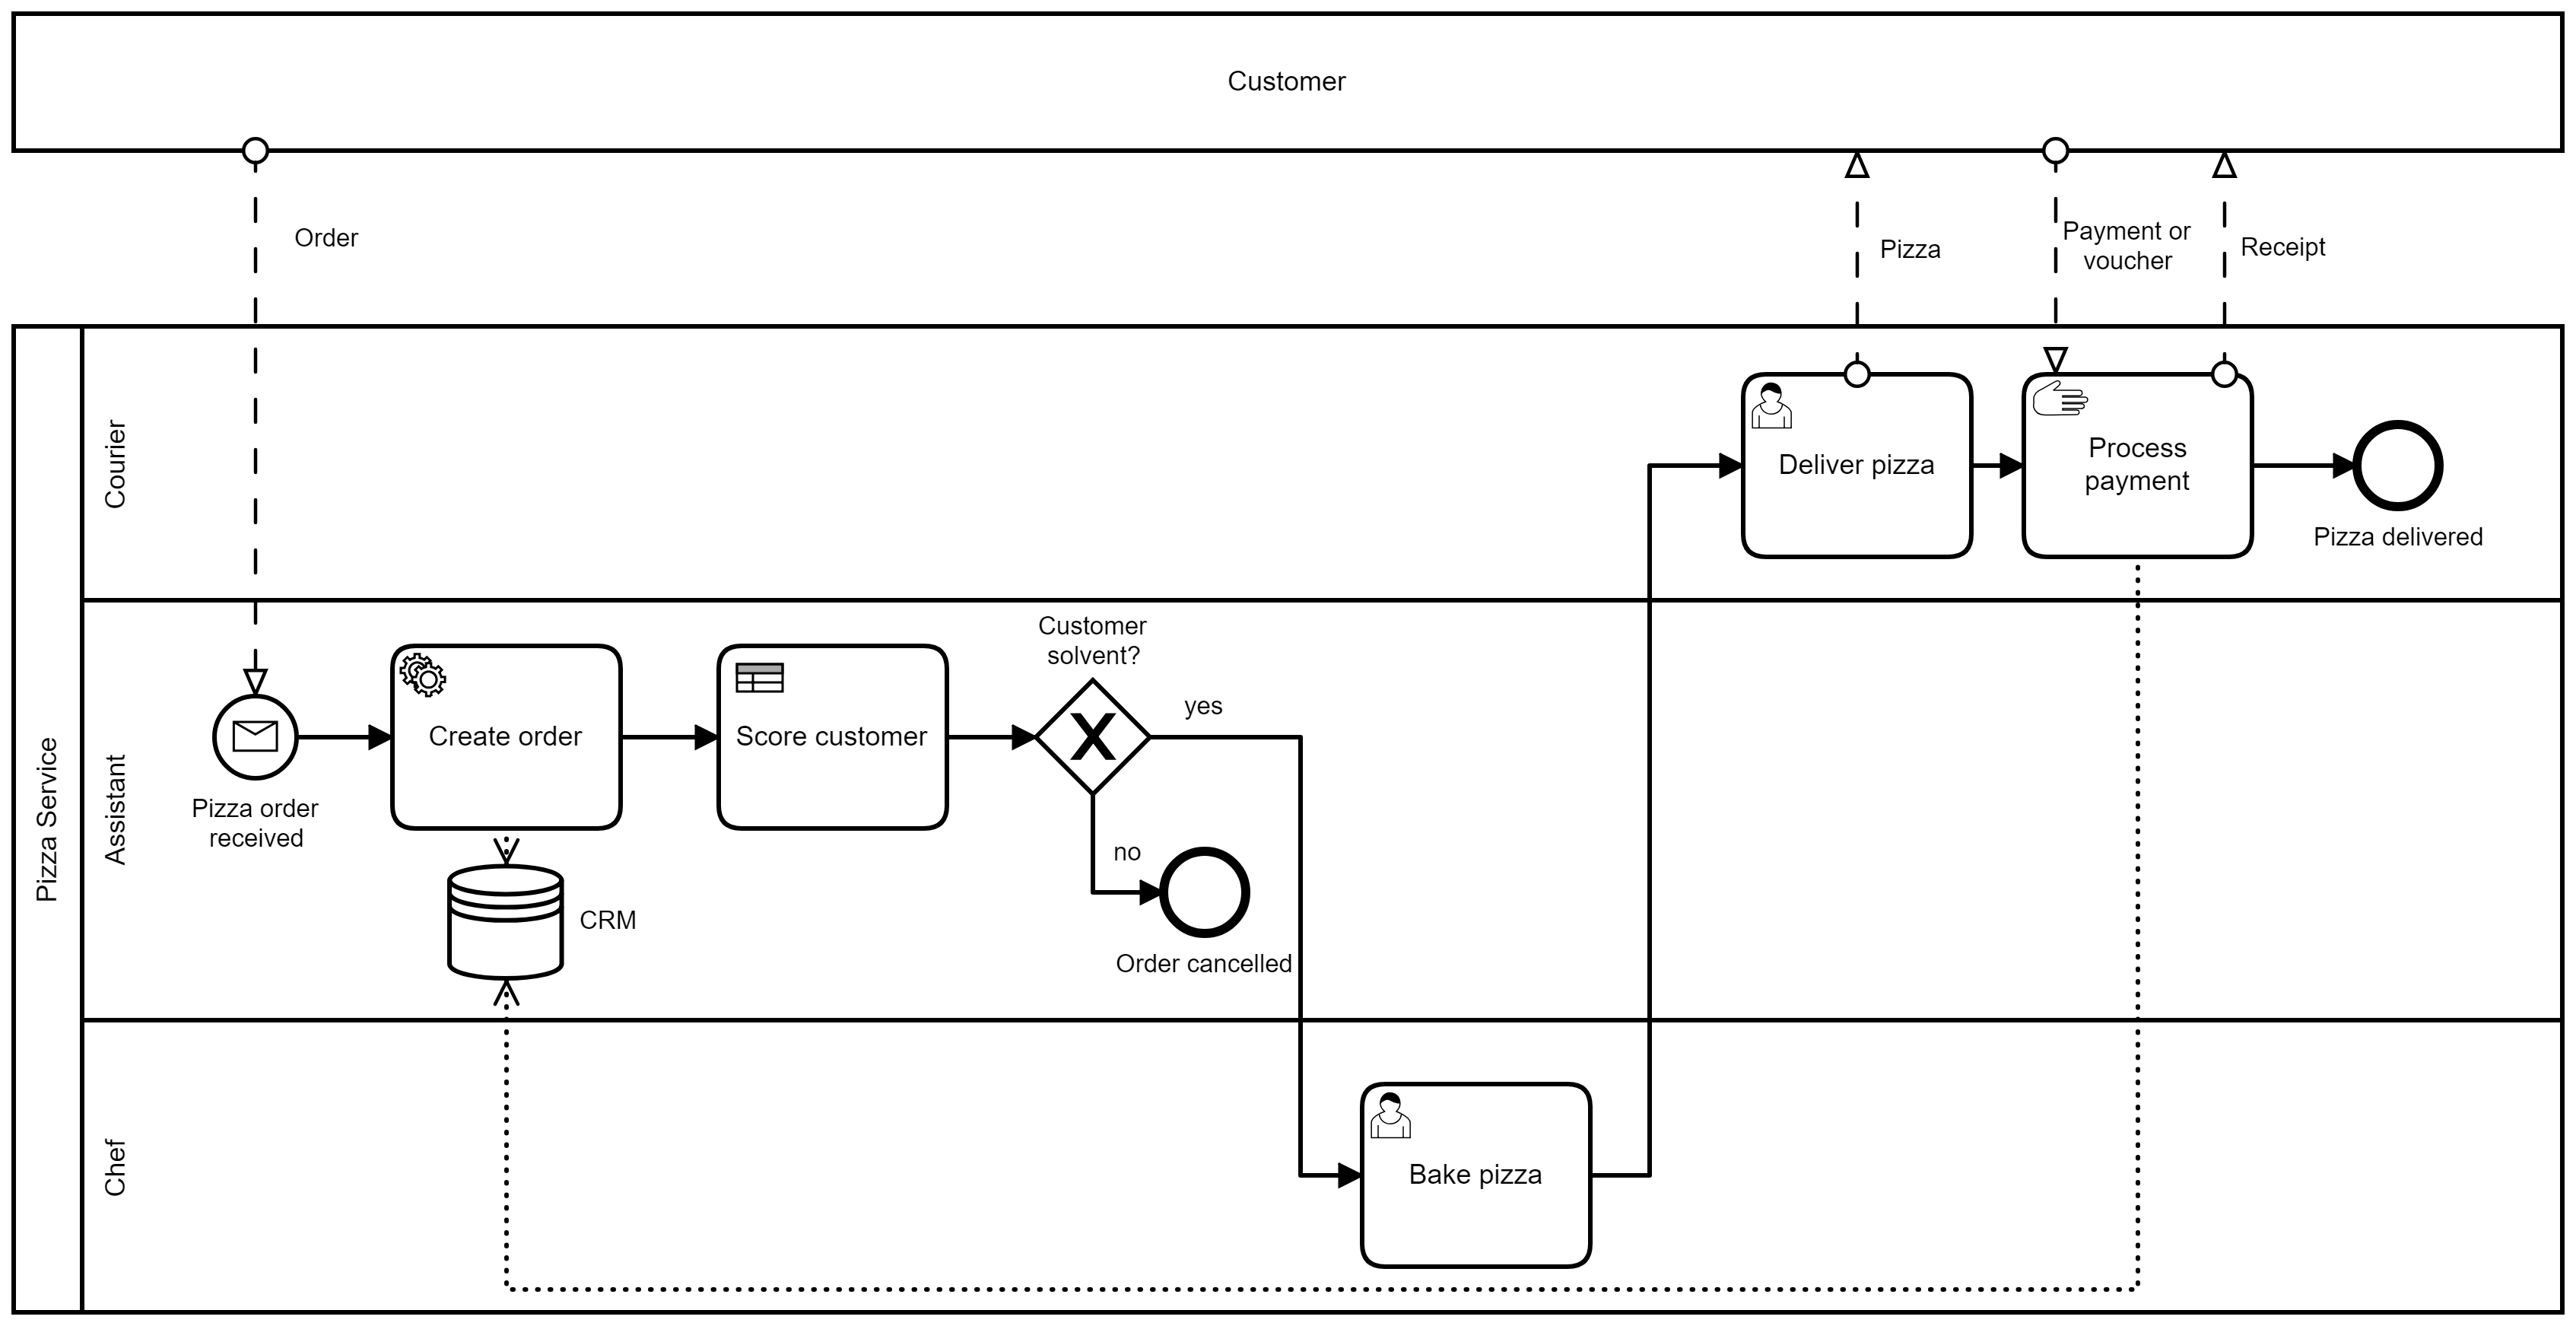 Customer
Order
Pizza
Payment or
voucher
Receipt
Pizza Service
Courier
Deliver pizza
Process
payment
Pizza delivered
Assistant
Pizza order
received
Create order
CRM
Score customer
Customer
solvent?
X
yes
no
Order cancelled
Chef
Bake pizza